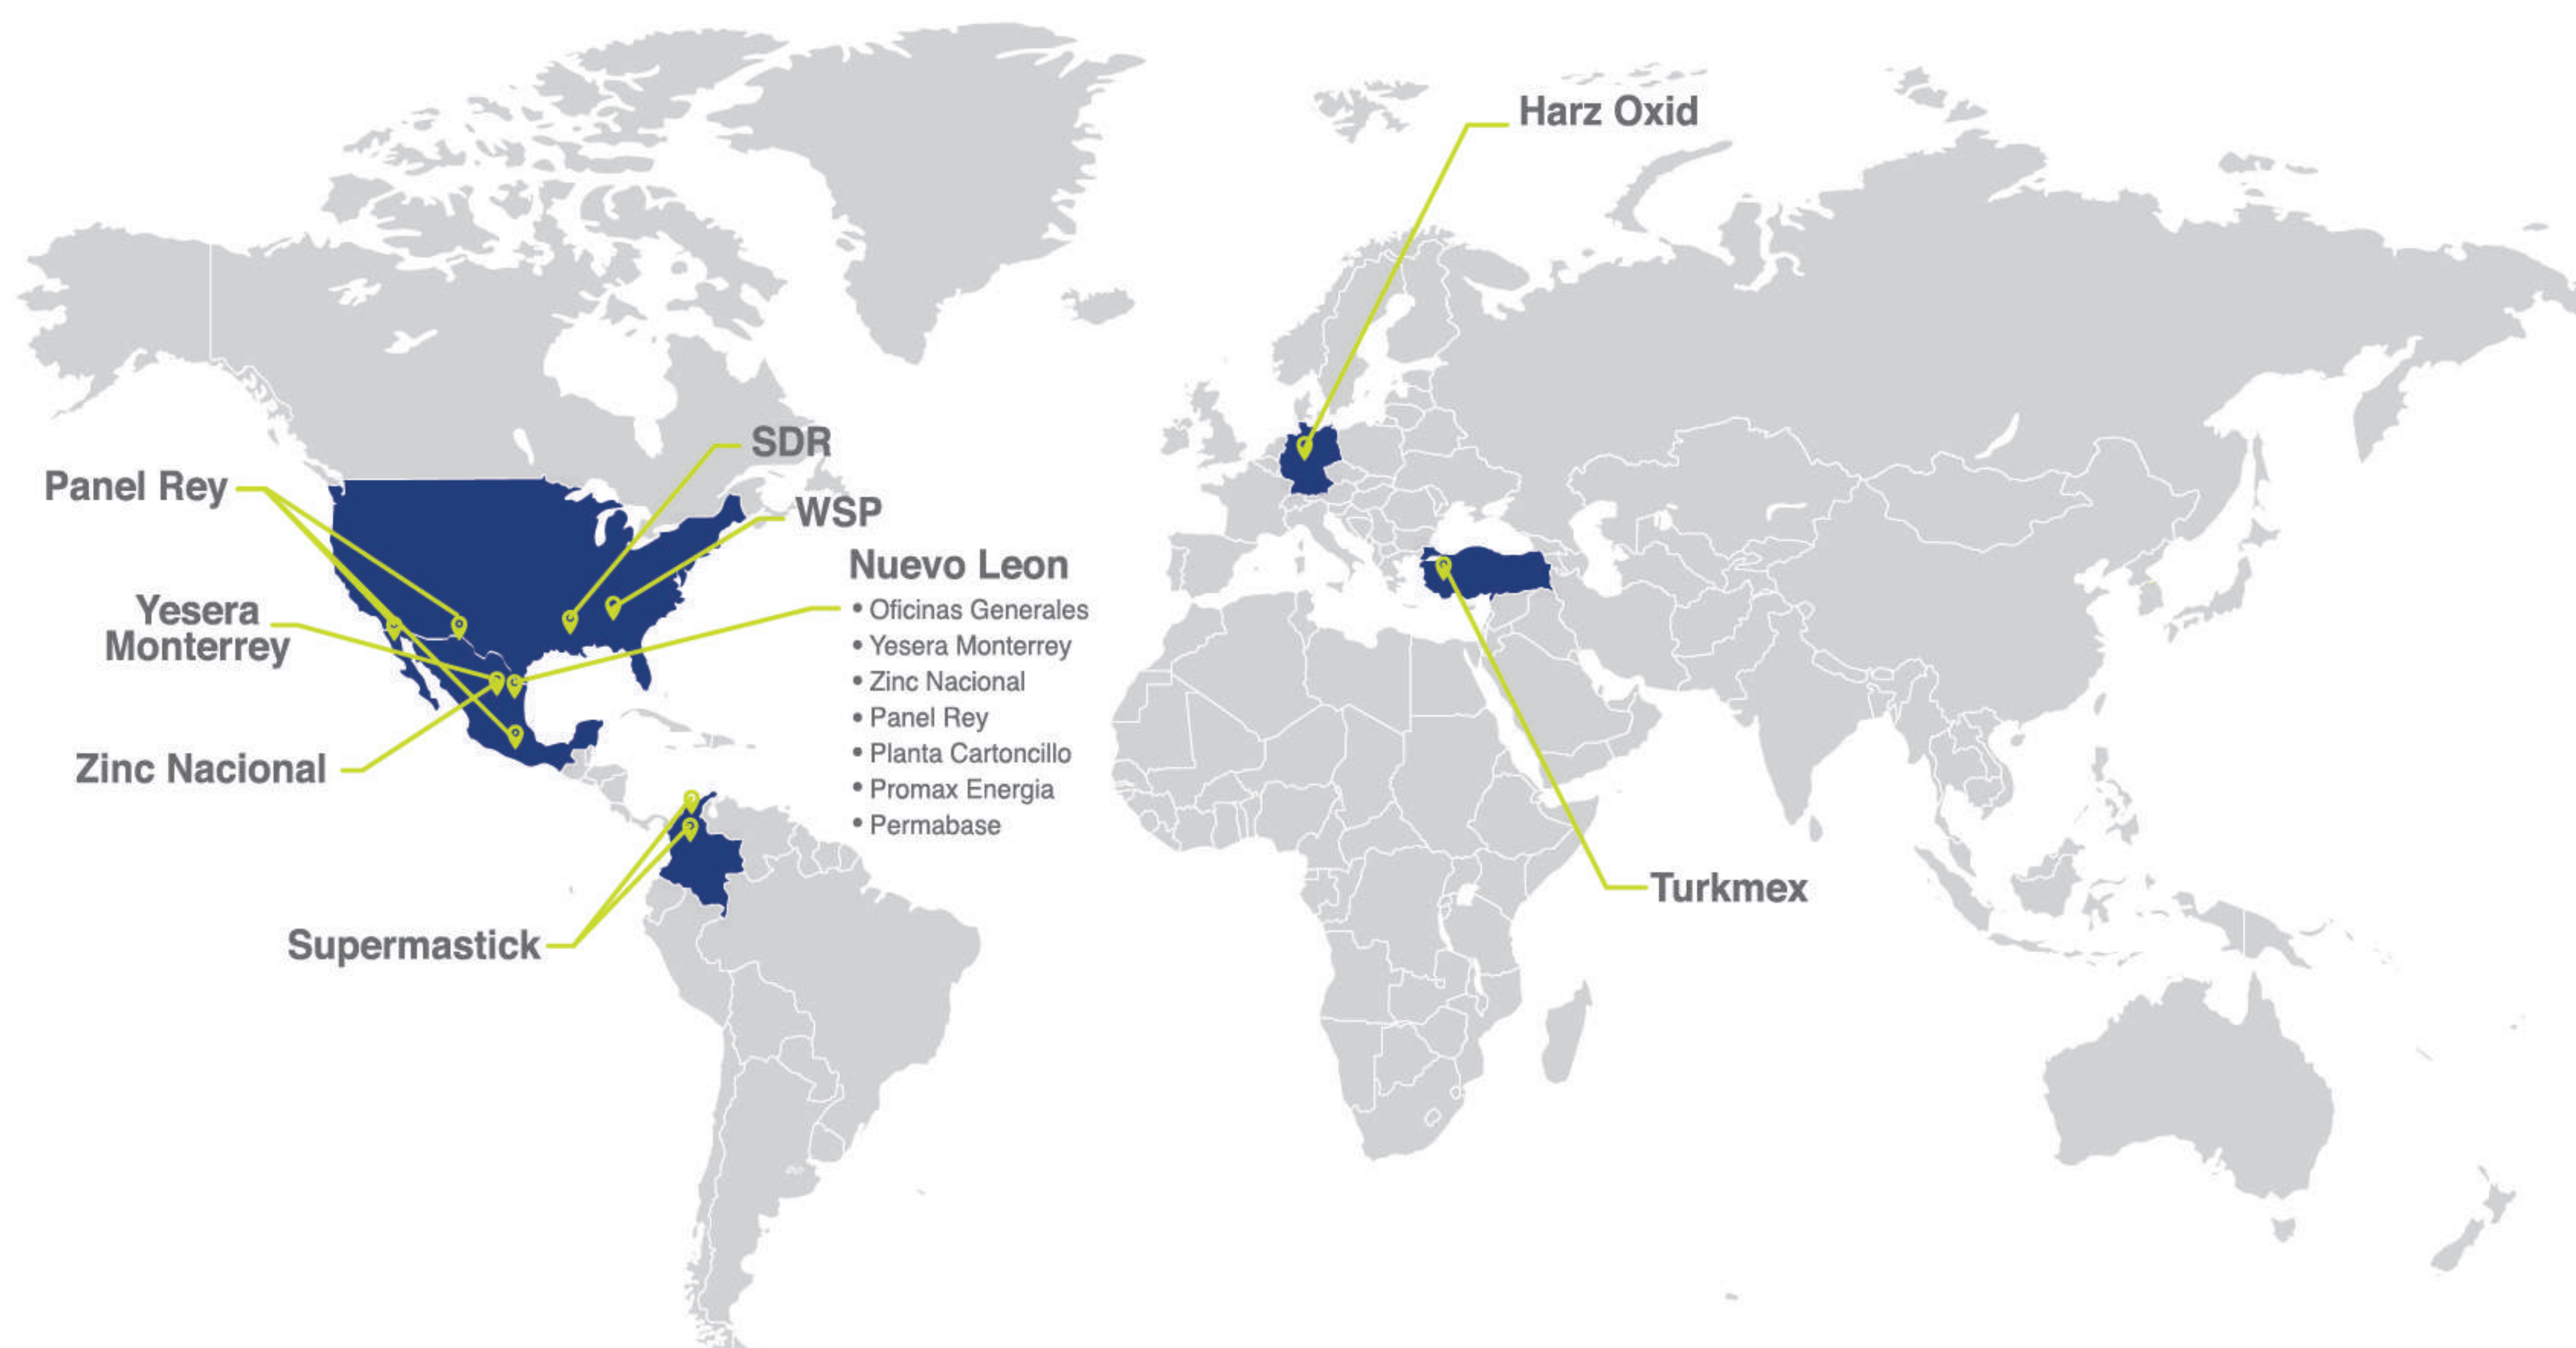 Harz Oxid
SDR
Panel Rey
WSP
Nuevo Leon
• Oficinas Generales
• Yesera Monterrey
• Zinc Nacional
• Panel Rey
• Planta Cartoncillo
• Promax Energia
• Permabase
Yesera
Monterrey
Zinc Nacional
Turkmex
Supermastick